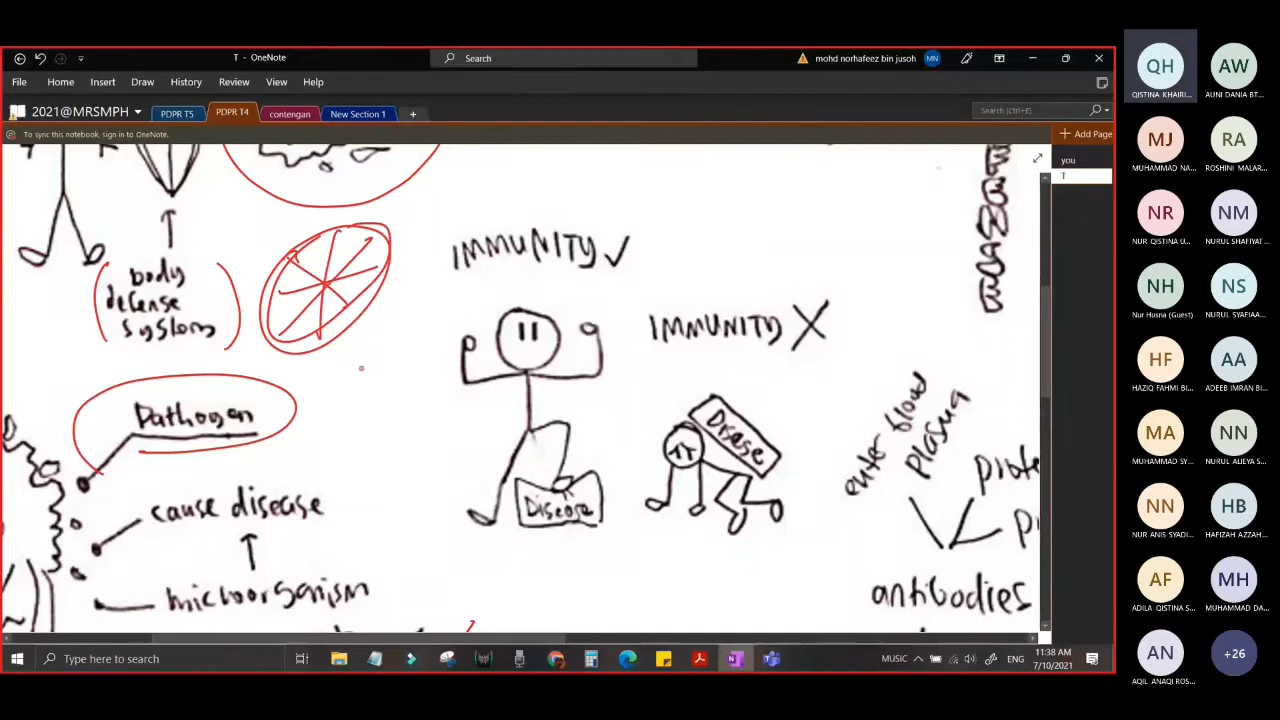 T - OneNote
Search
mohd norhafeez bin jusoh
MN
File Home Insert Draw History Review View Help
2021@MRSMPH
PDPR T5
PDPR T4
contengan
New Section 1
+
Search (Ctrl+E)
To sync this notebook, sign in to OneNote.
+ Add Page
you
T
IMMUNITY ✓
body
defense
system
IMMUNITY X
Pathogen
Disease
Disease
enter blood
plasma
cause disease
microorganism
antibodies
Type here to search
MUSIC
ENG
11:38 AM
7/10/2021
QH
QISTINA KHAIRI...
AW
AUNI DANIA BT...
MJ
MUHAMMAD NA...
RA
ROSHINI MALAR...
NR
NUR QISTINA U...
NM
NURUL SHAFIYAT...
NH
Nur Husna (Guest)
NS
NURUL SYAFIAA...
HF
HAZIQ FAHMI BI...
AA
ADEEB IMRAN BI...
MA
MUHAMMAD SY...
NN
NURUL ALIEYA S...
NN
NUR ANIS SYADI...
HB
HAFIZAH AZZAH...
AF
ADILA QISTINA S...
MH
MUHAMMAD DA...
AN
AQIL ANAQI ROS...
+26